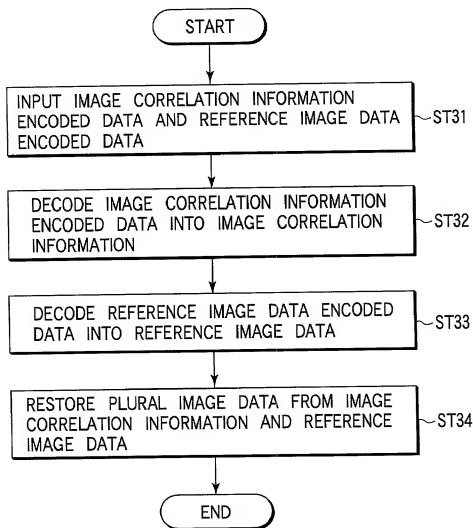 START
INPUT IMAGE CORRELATION INFORMATION
ENCODED DATA AND REFERENCE IMAGE DATA
ENCODED DATA
ST31
DECODE IMAGE CORRELATION INFORMATION
ENCODED DATA INTO IMAGE CORRELATION
INFORMATION
ST32
DECODE REFERENCE IMAGE DATA ENCODED
DATA INTO REFERENCE IMAGE DATA
ST33
RESTORE PLURAL IMAGE DATA FROM IMAGE
CORRELATION INFORMATION AND REFERENCE
IMAGE DATA
ST34
END